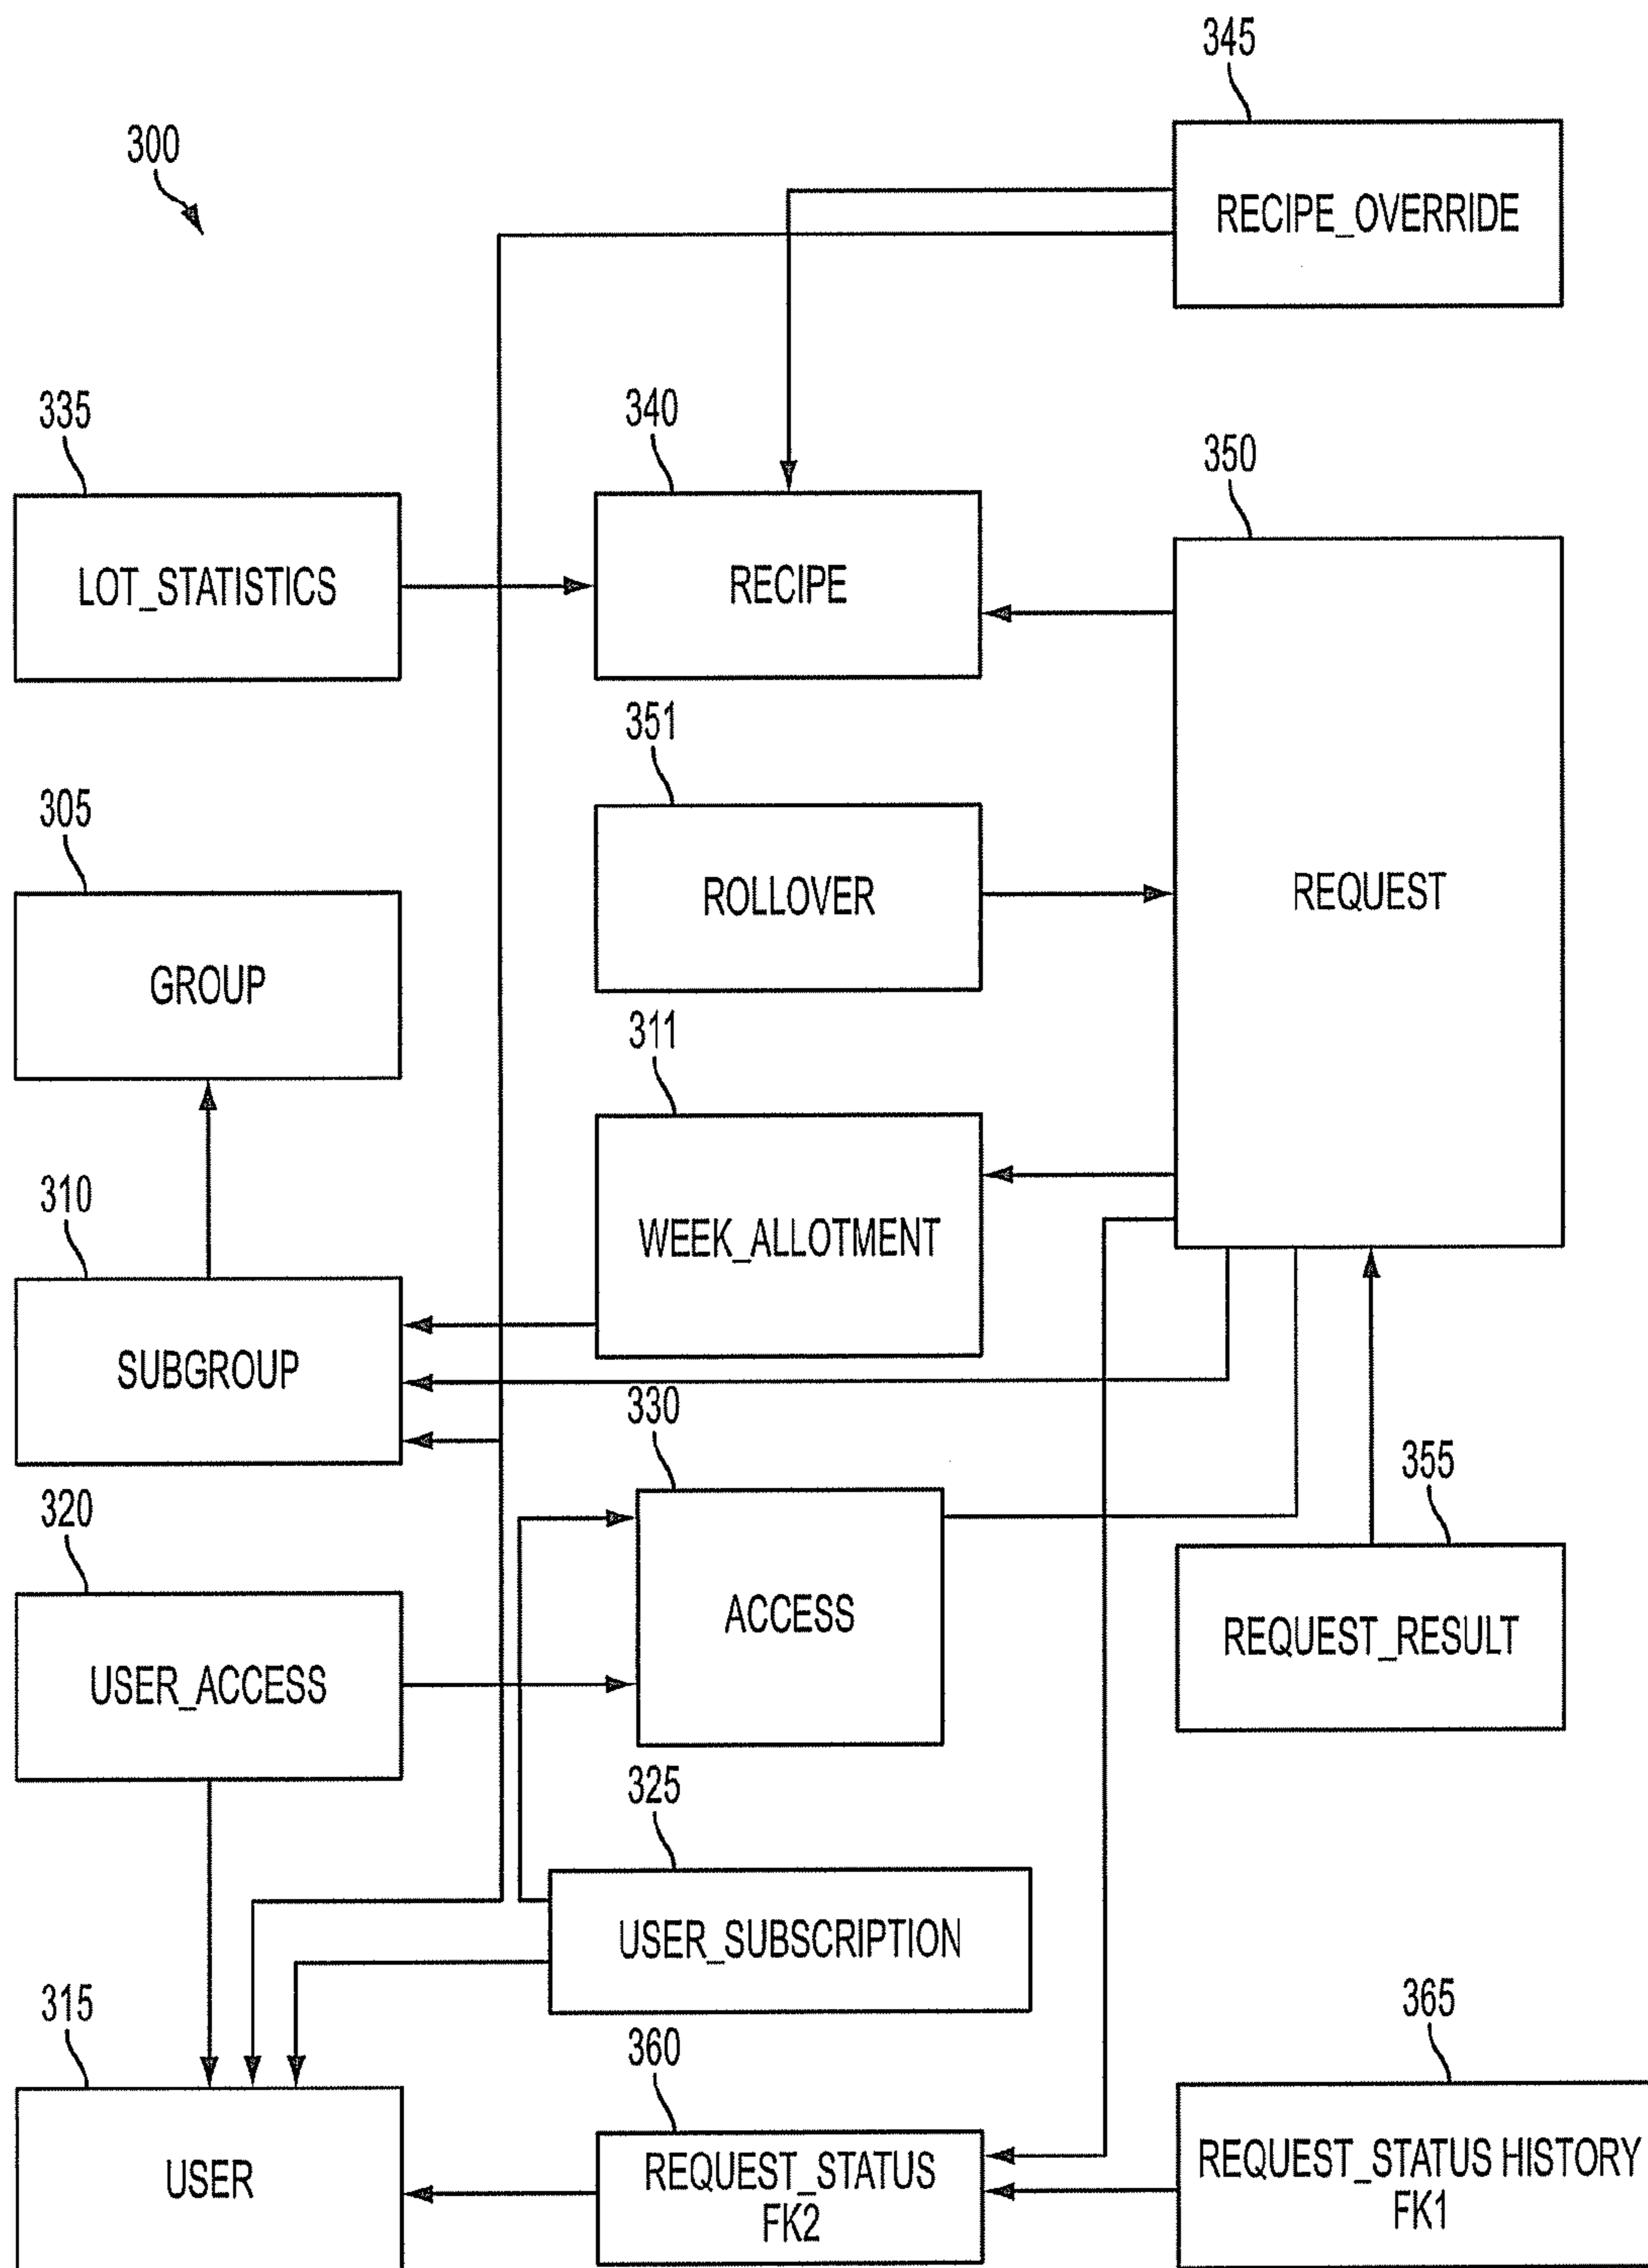 345
300
RECIPE_OVERRIDE
335
340
350
LOT_STATISTICS
RECIPE
351
305
ROLLOVER
REQUEST
GROUP
311
310
WEEK_ALLOTMENT
SUBGROUP
330
355
320
ACCESS
REQUEST_RESULT
USER_ACCESS
325
USER_SUBSCRIPTION
315
365
360
REQUEST_STATUS HISTORY
FK1
REQUEST_STATUS
FK2
USER